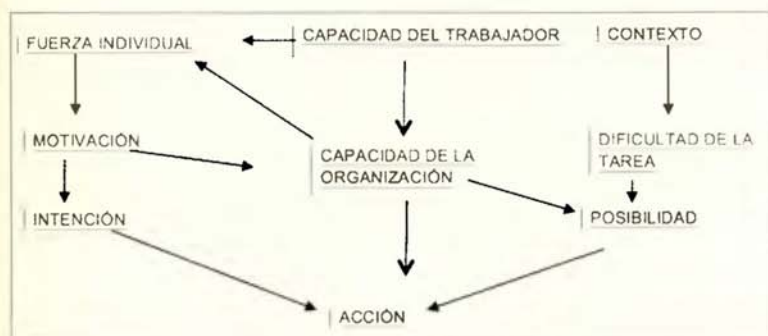 FUERZA INDIVIDUAL
CAPACIDAD DEL TRABAJADOR
CONTEXTO
MOTIVACIÓN
CAPACIDAD DE LA
ORGANIZACIÓN
DIFICULTAD DE LA
TAREA
INTENCIÓN
POSIBILIDAD
ACCIÓN